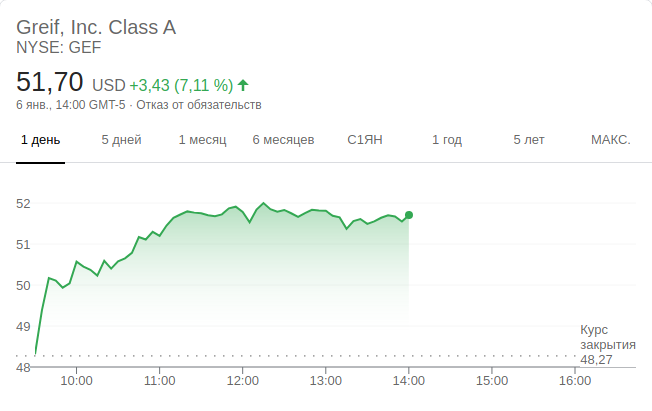 Greif, Inc. Class A
NYSE: GEF
51,70 USD +3,43 (7,11 %)
6 янв., 14:00 GMT-5 · Отказ от обязательств
1 день 5 дней 1 месяц 6 месяцев С1ЯН 1 год 5 лет МАКС.
52
51
50
49
Курс
закрытия
48,27
48
10:00 11:00 12:00 13:00 14:00 15:00 16:00